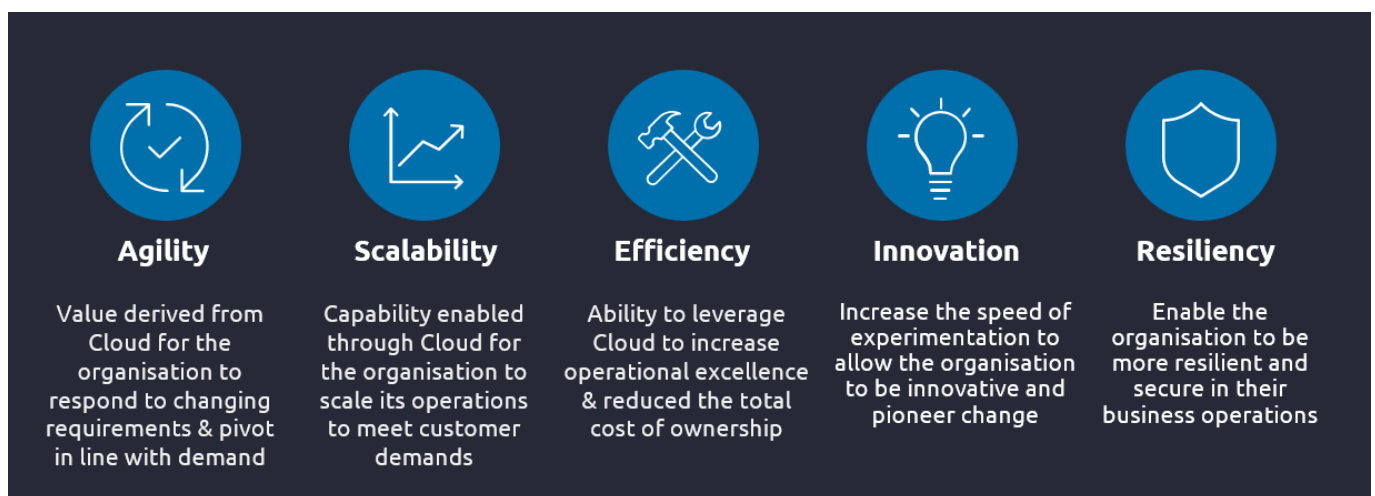 Agility
Value derived from
Cloud for the
organisation to
respond to changing
requirements & pivot
in line with demand
Scalability
Capability enabled
through Cloud for
the organisation to
scale its operations
to meet customer
demands
Efficiency
Ability to leverage
Cloud to increase
operational excellence
& reduced the total
cost of ownership
Innovation
Increase the speed of
experimentation to
allow the organisation
to be innovative and
pioneer change
Resiliency
Enable the
organisation to be
more resilient and
secure in their
business operations